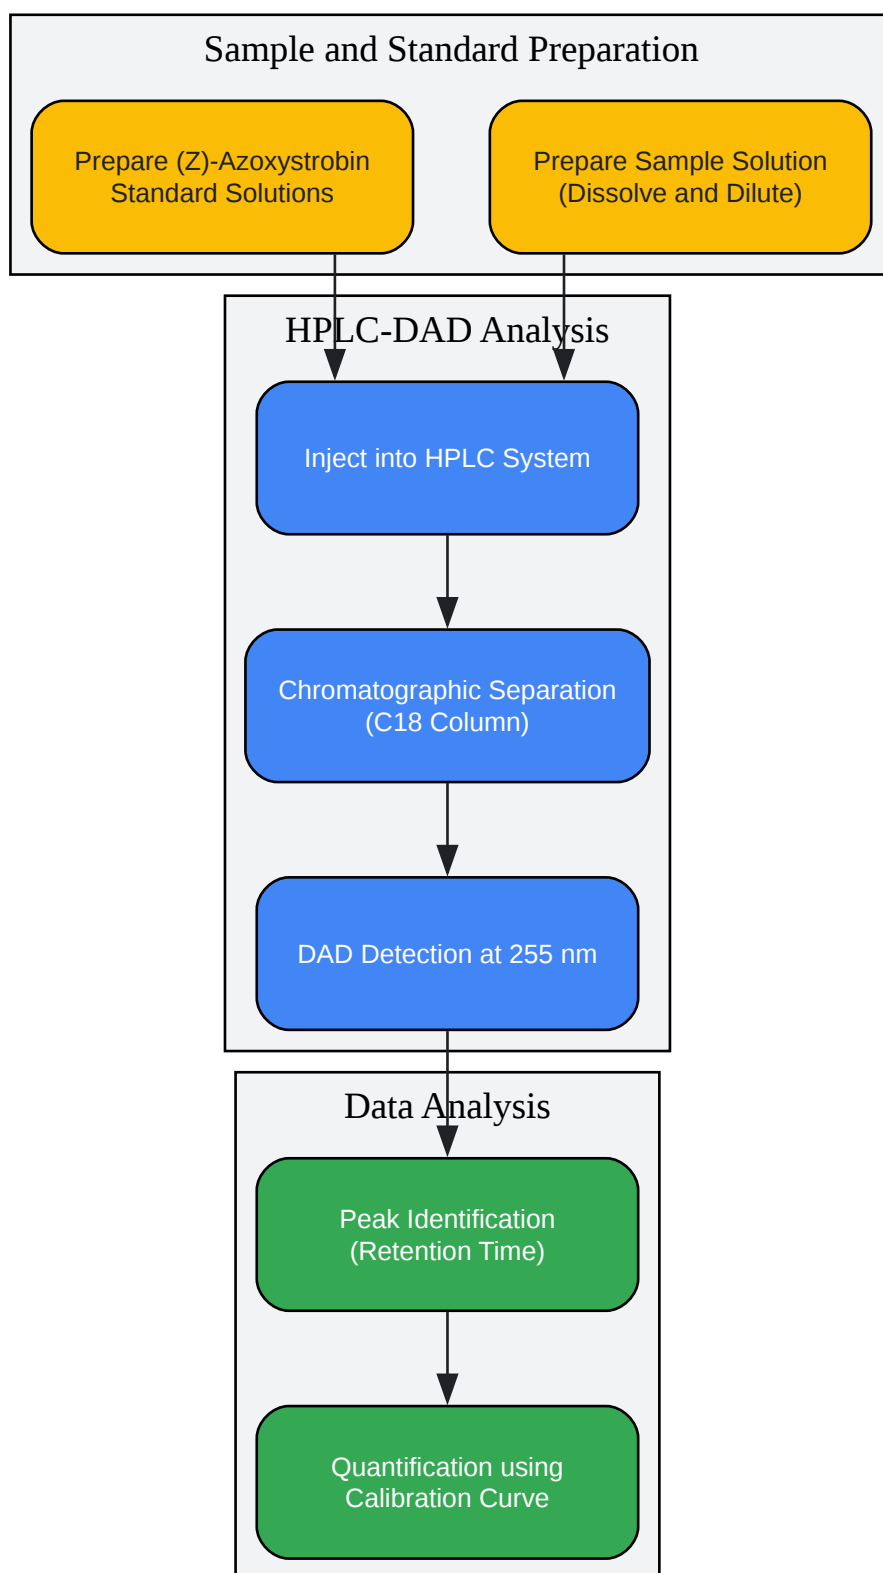 Sample and Standard Preparation
Prepare (Z)-Azoxystrobin
Standard Solutions
Prepare Sample Solution
(Dissolve and Dilute)
HPLC-DAD Analysis
Inject into HPLC System
Chromatographic Separation
(C18 Column)
DAD Detection at 255 nm
Data Analysis
Peak Identification
(Retention Time)
Quantification using
Calibration Curve